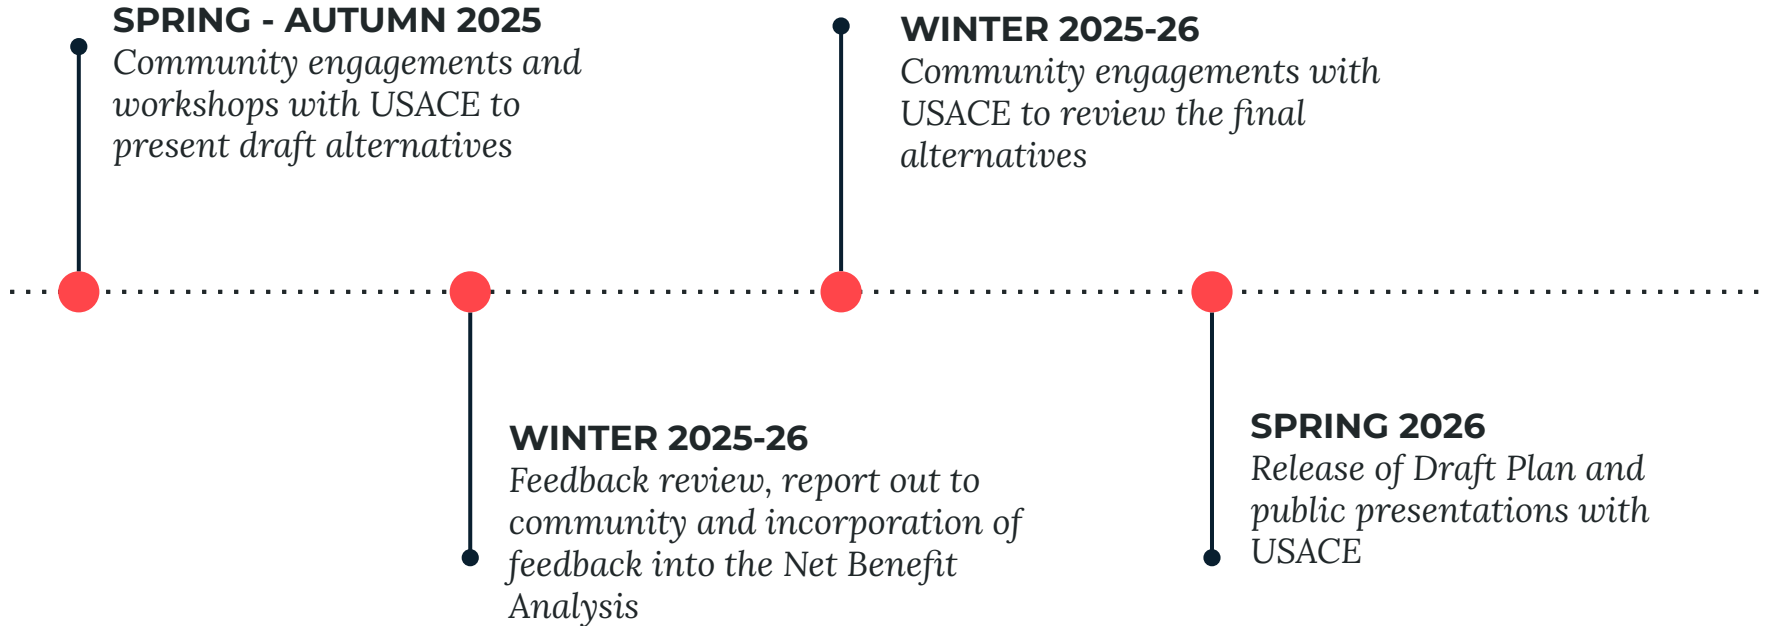 SPRING - AUTUMN 2025
Community engagements and
workshops with USACE to
present draft alternatives
WINTER 2025-26
Feedback review, report out to
community and incorporation of
feedback into the Net Benefit
Analysis
WINTER 2025-26
Community engagements with
USACE to review the final
alternatives
SPRING 2026
Release of Draft Plan and
public presentations with
USACE